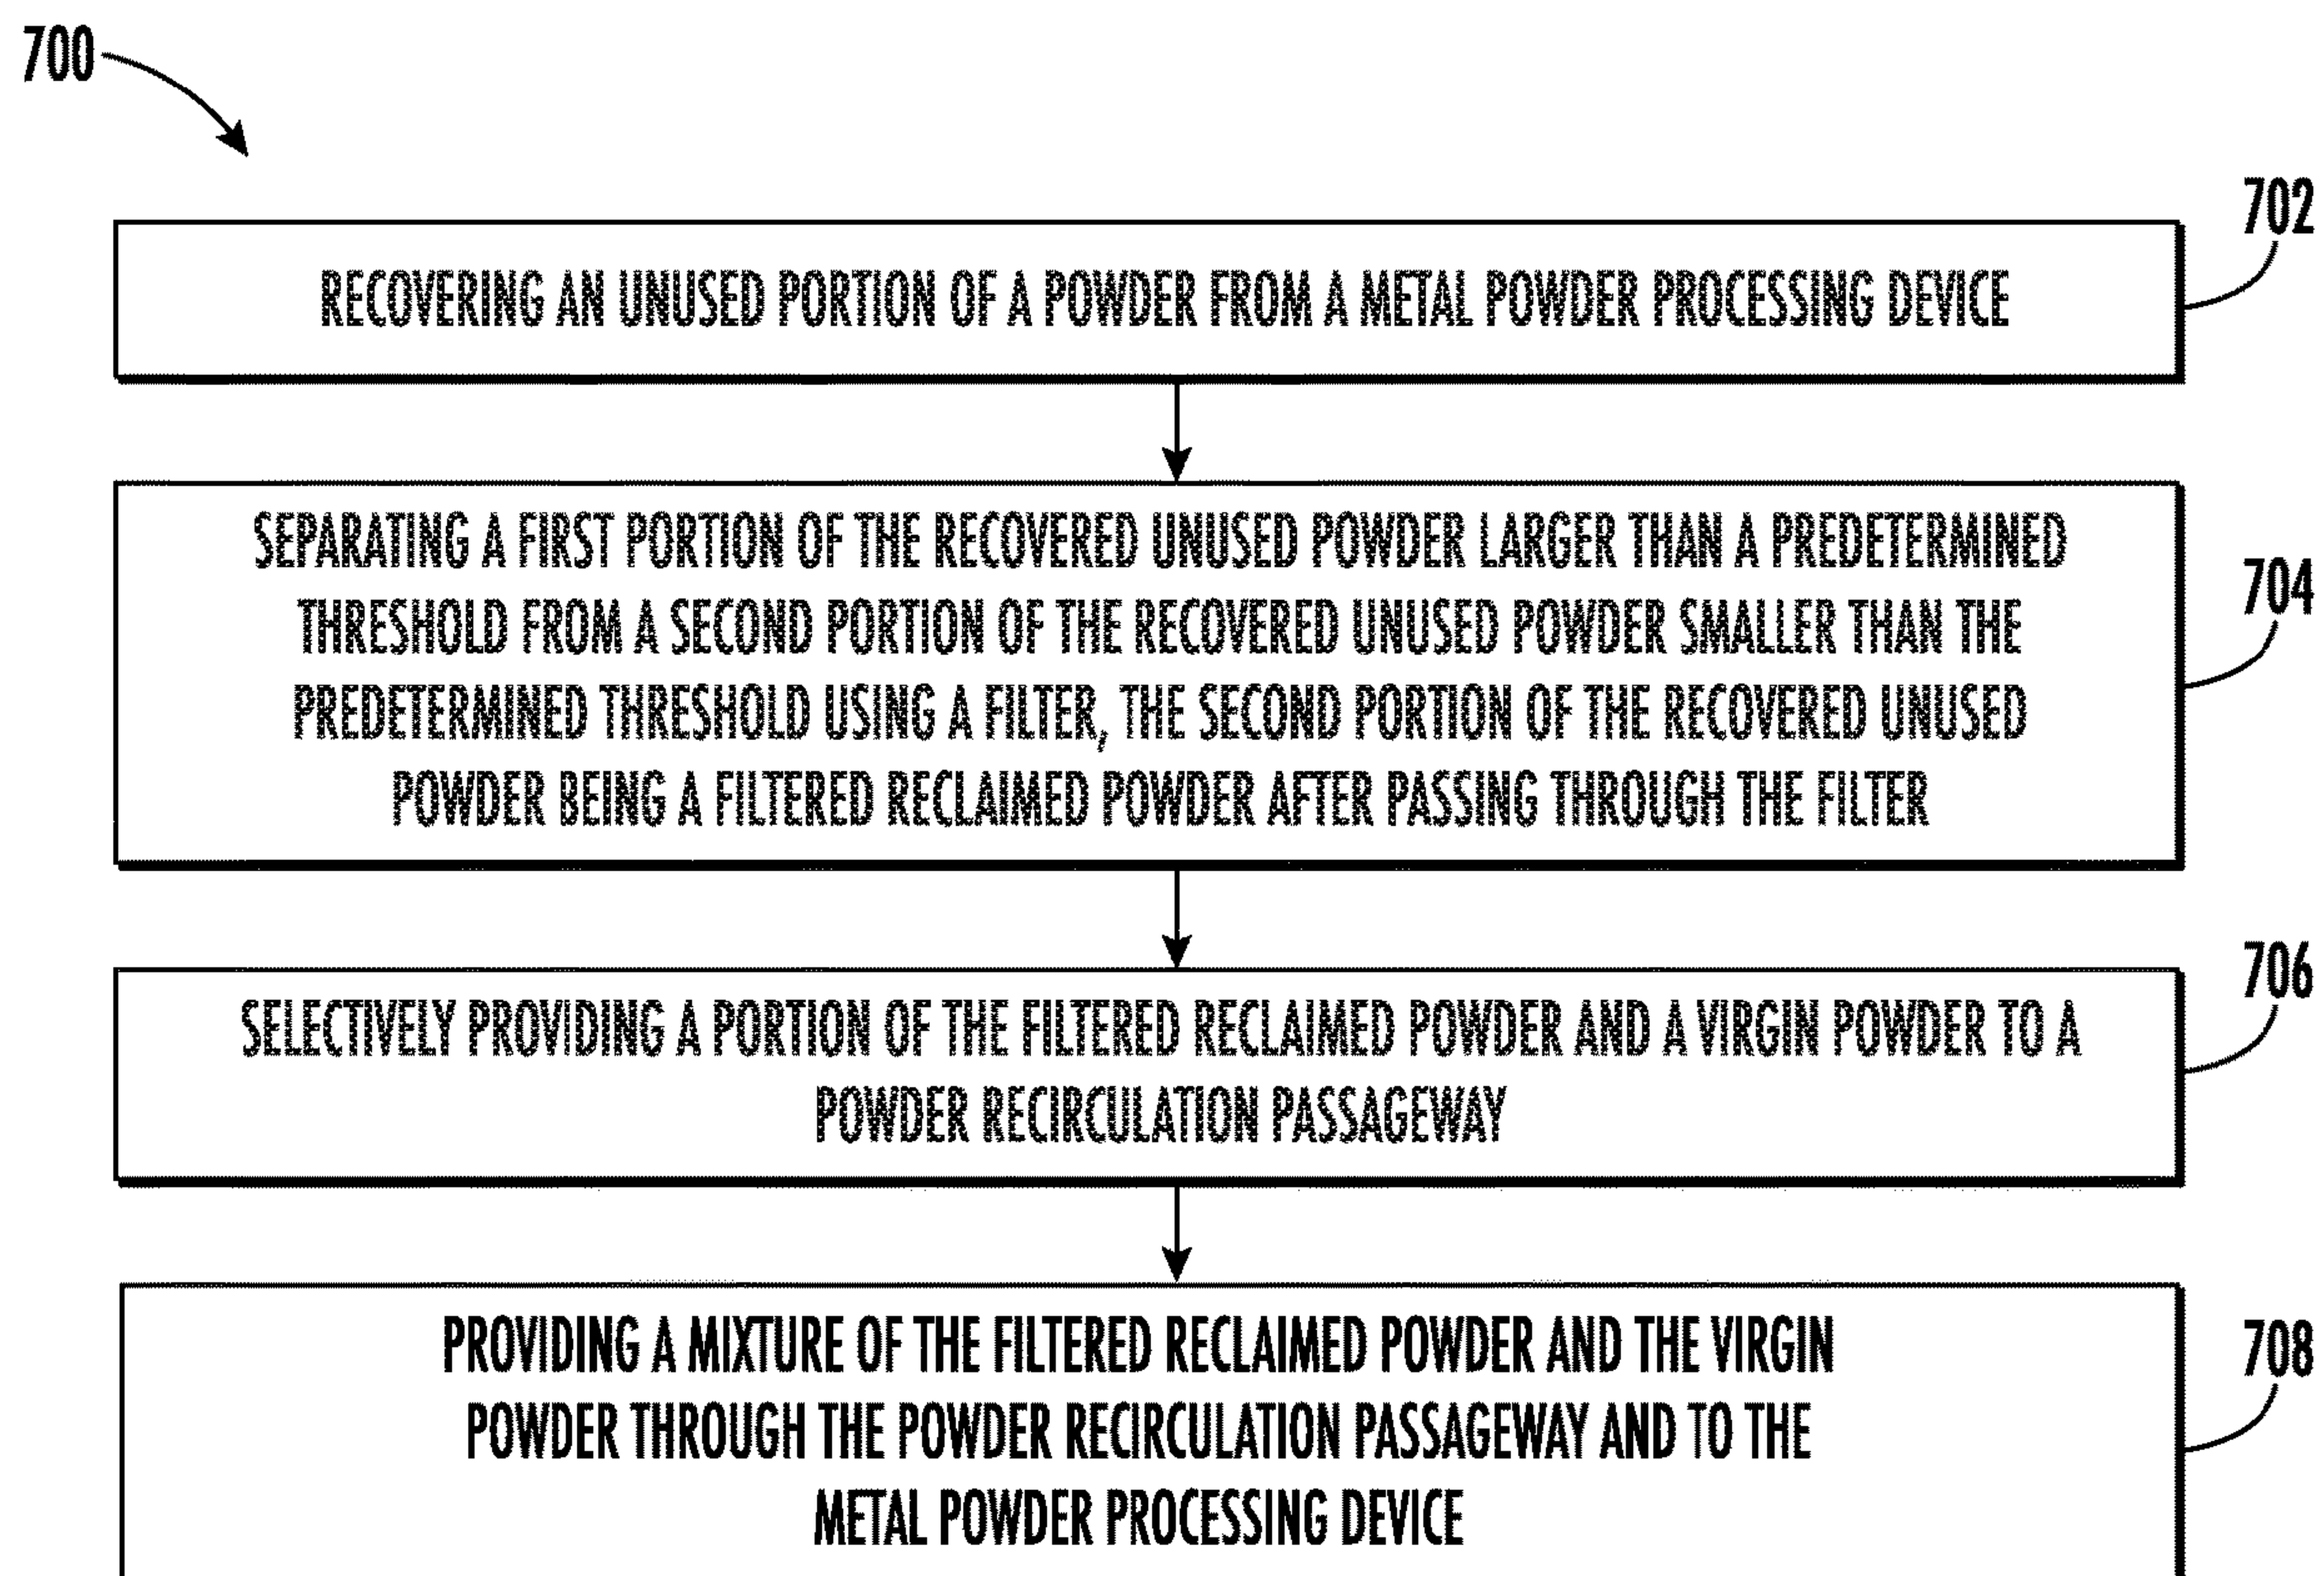 700
702
RECOVERING AN UNUSED PORTION OF A POWDER FROM A METAL POWDER PROCESSING DEVICE
SEPARATING A FIRST PORTION OF THE RECOVERED UNUSED POWDER LARGER THAN A PREDETERMINED
THRESHOLD FROM A SECOND PORTION OF THE RECOVERED UNUSED POWDER SMALLER THAN THE
PREDETERMINED THRESHOLD USING A FILTER, THE SECOND PORTION OF THE RECOVERED UNUSED
POWDER BEING A FILTERED RECLAIMED POWDER AFTER PASSING THROUGH THE FILTER
704
SELECTIVELY PROVIDING A PORTION OF THE FILTERED RECLAIMED POWDER AND A VIRGIN POWDER TO A
POWDER RECIRCULATION PASSAGEWAY
706
PROVIDING A MIXTURE OF THE FILTERED RECLAIMED POWDER AND THE VIRGIN
POWDER THROUGH THE POWDER RECIRCULATION PASSAGEWAY AND TO THE
METAL POWDER PROCESSING DEVICE
708